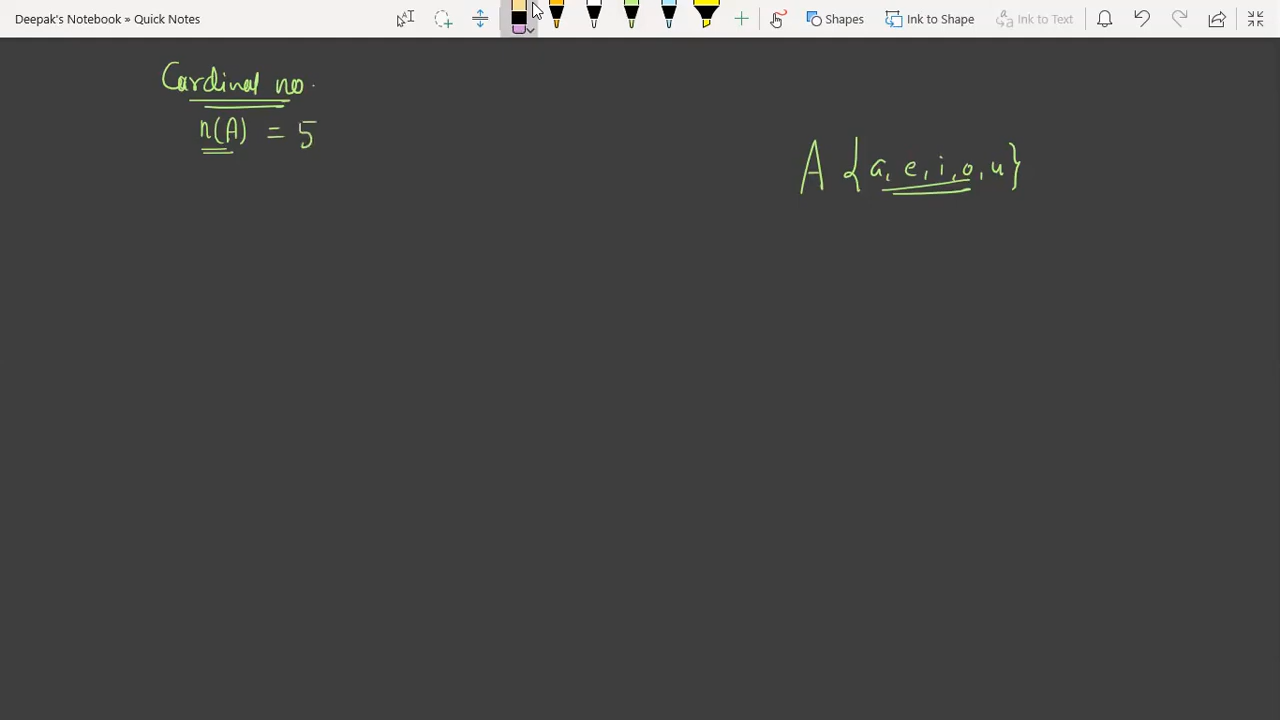 Deepak's Notebook » Quick Notes
Shapes
Ink to Shape
Ink to Text
Cardinal no.
n(A) = 5
A {a, e, i, o, u}